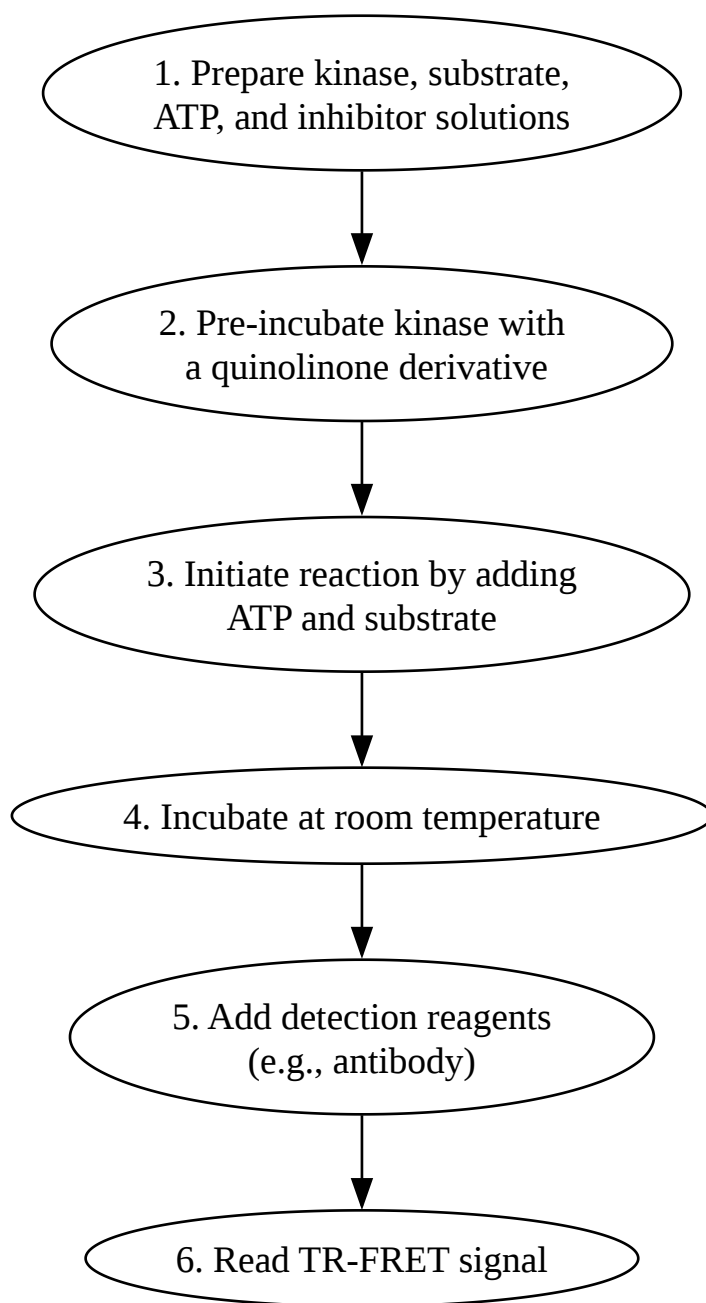 1. Prepare kinase, substrate,
ATP, and inhibitor solutions
2. Pre-incubate kinase with
a quinolinone derivative
3. Initiate reaction by adding
ATP and substrate
4. Incubate at room temperature
5. Add detection reagents
(e.g., antibody)
6. Read TR-FRET signal